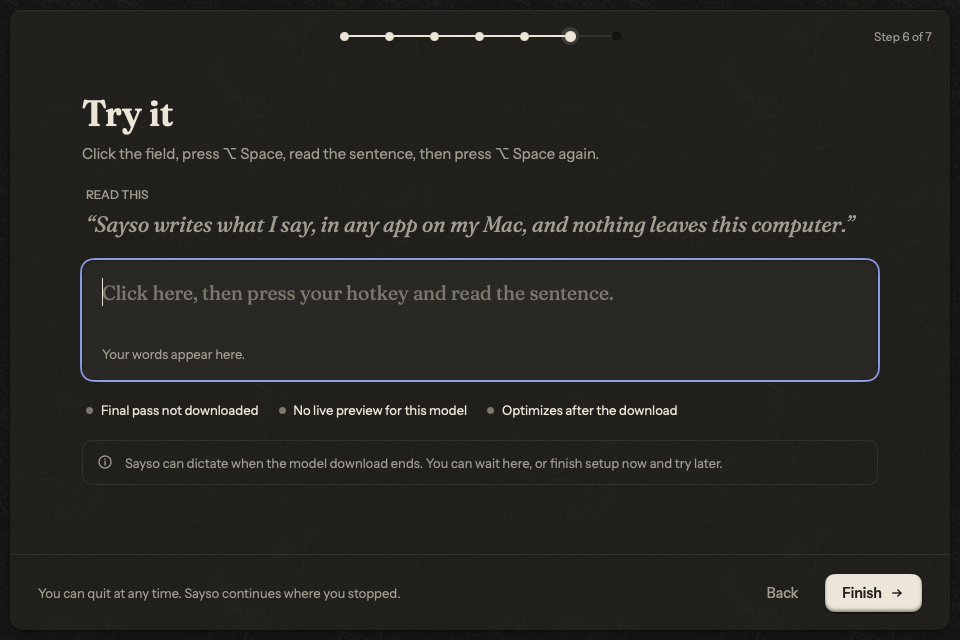 Step 6 of 7
Try it
Click the field, press ⌥ Space, read the sentence, then press ⌥ Space again.
READ THIS
“Sayso writes what I say, in any app on my Mac, and nothing leaves this computer.”
Click here, then press your hotkey and read the sentence.
Your words appear here.
Final pass not downloaded No live preview for this model Optimizes after the download
Sayso can dictate when the model download ends. You can wait here, or finish setup now and try later.
You can quit at any time. Sayso continues where you stopped. Back Finish →